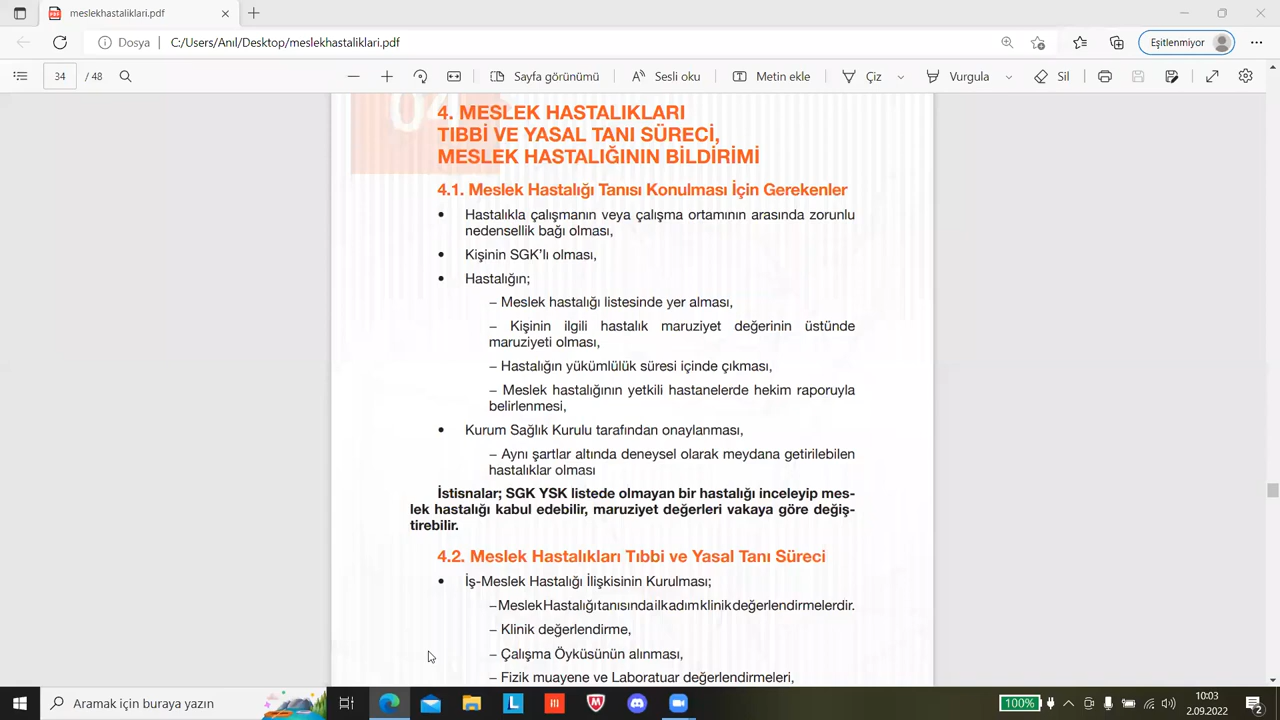 meslekhastaliklari.pdf
Dosya
C:/Users/Anıl/Desktop/meslekhastaliklari.pdf
Eşitlenmiyor
34 / 48
Sayfa görünümü
Sesli oku
Metin ekle
Çiz
Vurgula
Sil
04
4. MESLEK HASTALIKLARI
TIBBİ VE YASAL TANI SÜRECİ,
MESLEK HASTALIĞININ BİLDİRİMİ
4.1. Meslek Hastalığı Tanısı Konulması İçin Gerekenler
• Hastalıkla çalışmanın veya çalışma ortamının arasında zorunlu
nedensellik bağı olması,
• Kişinin SGK’lı olması,
• Hastalığın;
– Meslek hastalığı listesinde yer alması,
– Kişinin ilgili hastalık maruziyet değerinin üstünde
maruziyeti olması,
– Hastalığın yükümlülük süresi içinde çıkması,
– Meslek hastalığının yetkili hastanelerde hekim raporuyla
belirlenmesi,
• Kurum Sağlık Kurulu tarafından onaylanması,
– Aynı şartlar altında deneysel olarak meydana getirilebilen
hastalıklar olması
İstisnalar; SGK YSK listede olmayan bir hastalığı inceleyip mes-
lek hastalığı kabul edebilir, maruziyet değerleri vakaya göre değiş-
tirebilir.
4.2. Meslek Hastalıkları Tıbbi ve Yasal Tanı Süreci
• İş-Meslek Hastalığı İlişkisinin Kurulması;
– Meslek Hastalığı tanısında ilk adım klinik değerlendirmelerdir.
– Klinik değerlendirme,
– Çalışma Öyküsünün alınması,
– Fizik muayene ve Laboratuar değerlendirmeleri,
Aramak için buraya yazın
100%
10:03
2.09.2022
2